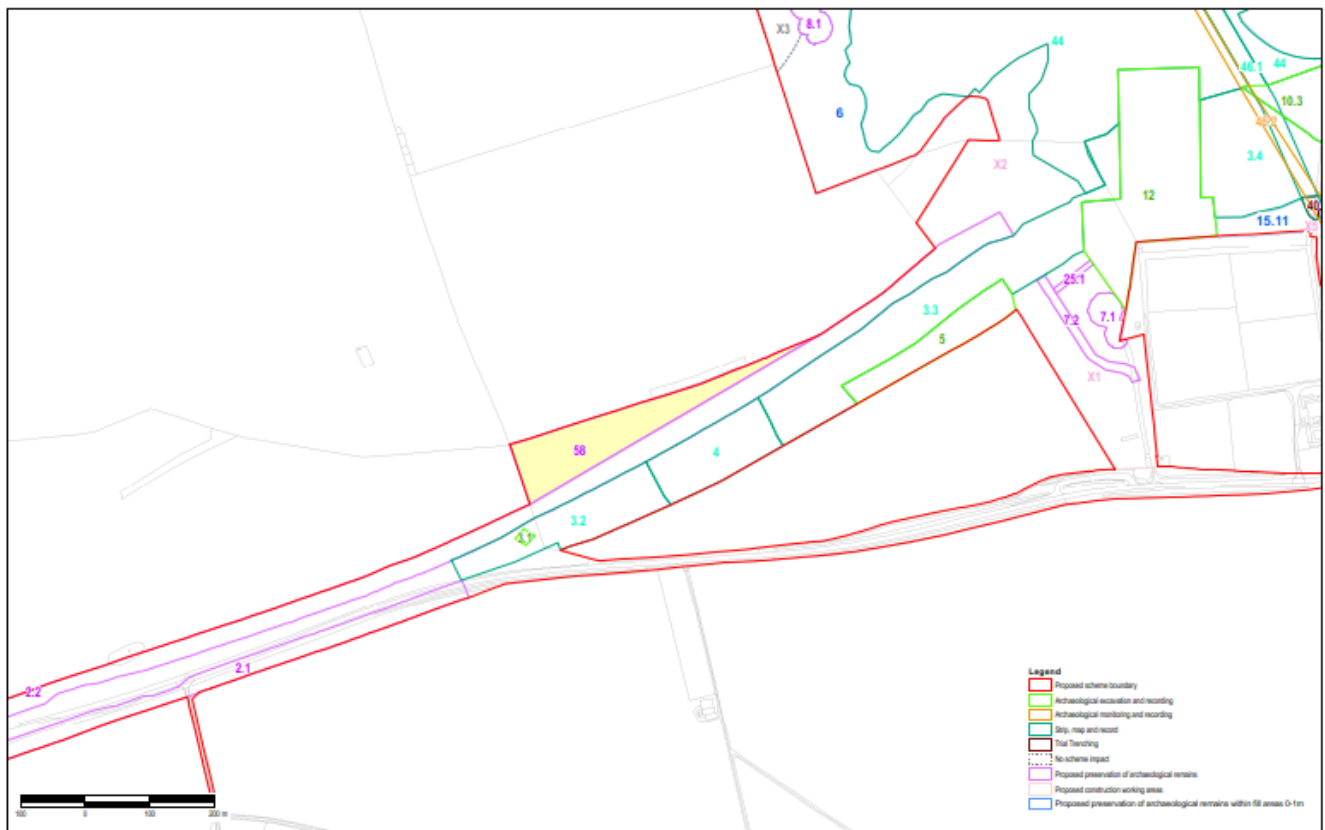 X3
8.1
44
46.1
44
10.3
6
46.2
X2
3.4
12
40
15.11
X5
25.1
7.1
7.2
3.3
5
X1
58
4
3.2
3.1
2.1
2.2
Legend
Proposed scheme boundary
Archaeological excavation and recording
Archaeological monitoring and recording
Strip, map and record
Trial Trenching
No scheme impact
Proposed preservation of archaeological remains
Proposed construction working areas
Proposed preservation of archaeological remains within fill areas 0-1m
100 0 100 200 m